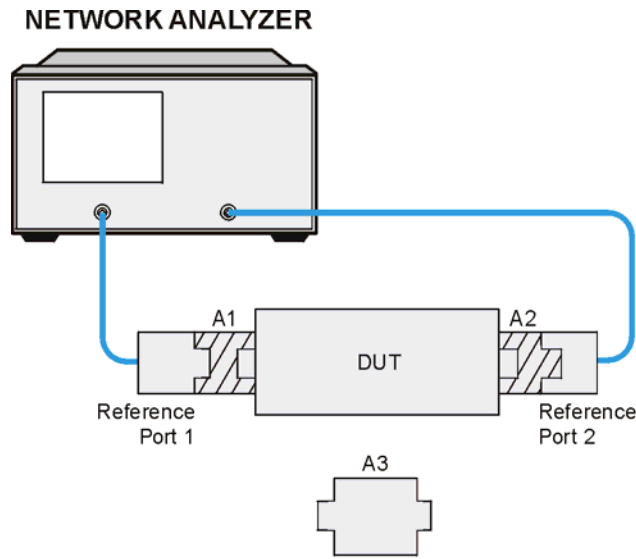 NETWORK ANALYZER
A1
A2
DUT
Reference
Port 1
Reference
Port 2
A3